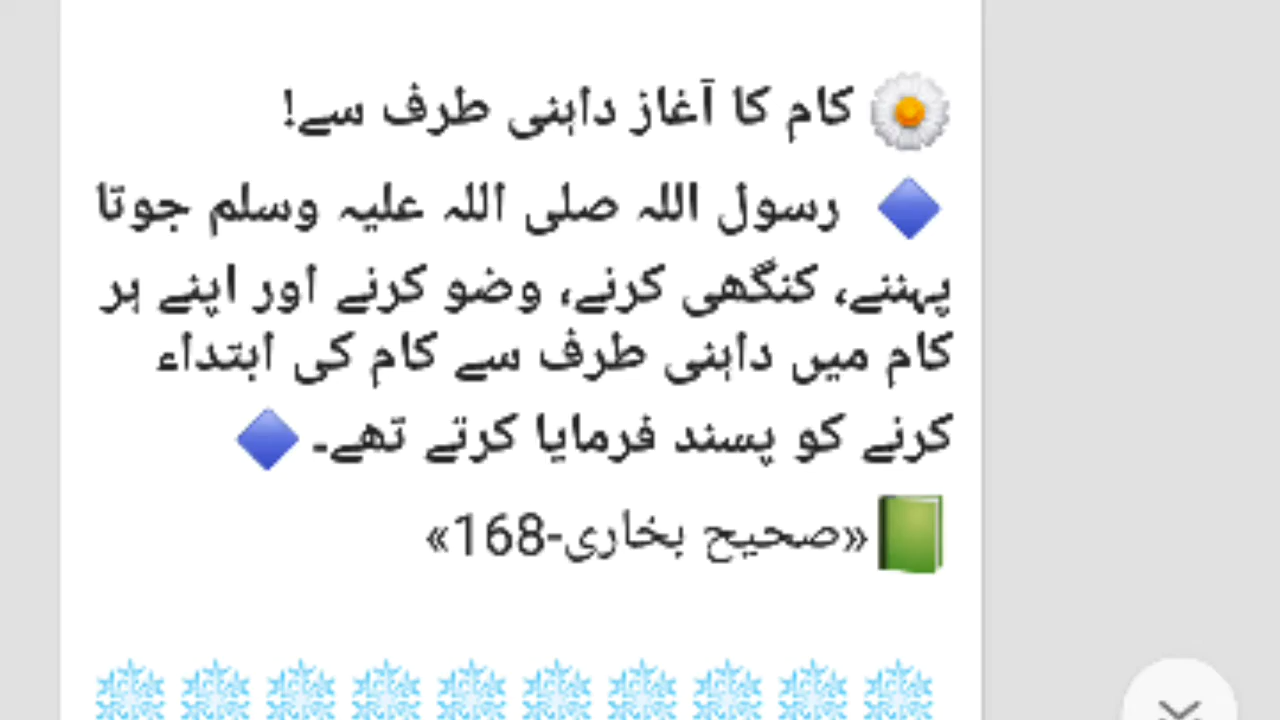 🌼 کام کا آغاز داہنی طرف سے!
🔷 رسول اللہ صلی اللہ علیہ وسلم جوتا
پہننے، کنگھی کرنے، وضو کرنے اور اپنے ہر
کام میں داہنی طرف سے کام کی ابتداء
کرنے کو پسند فرمایا کرتے تھے۔ 🔷
📗«صحیح بخاری-168»